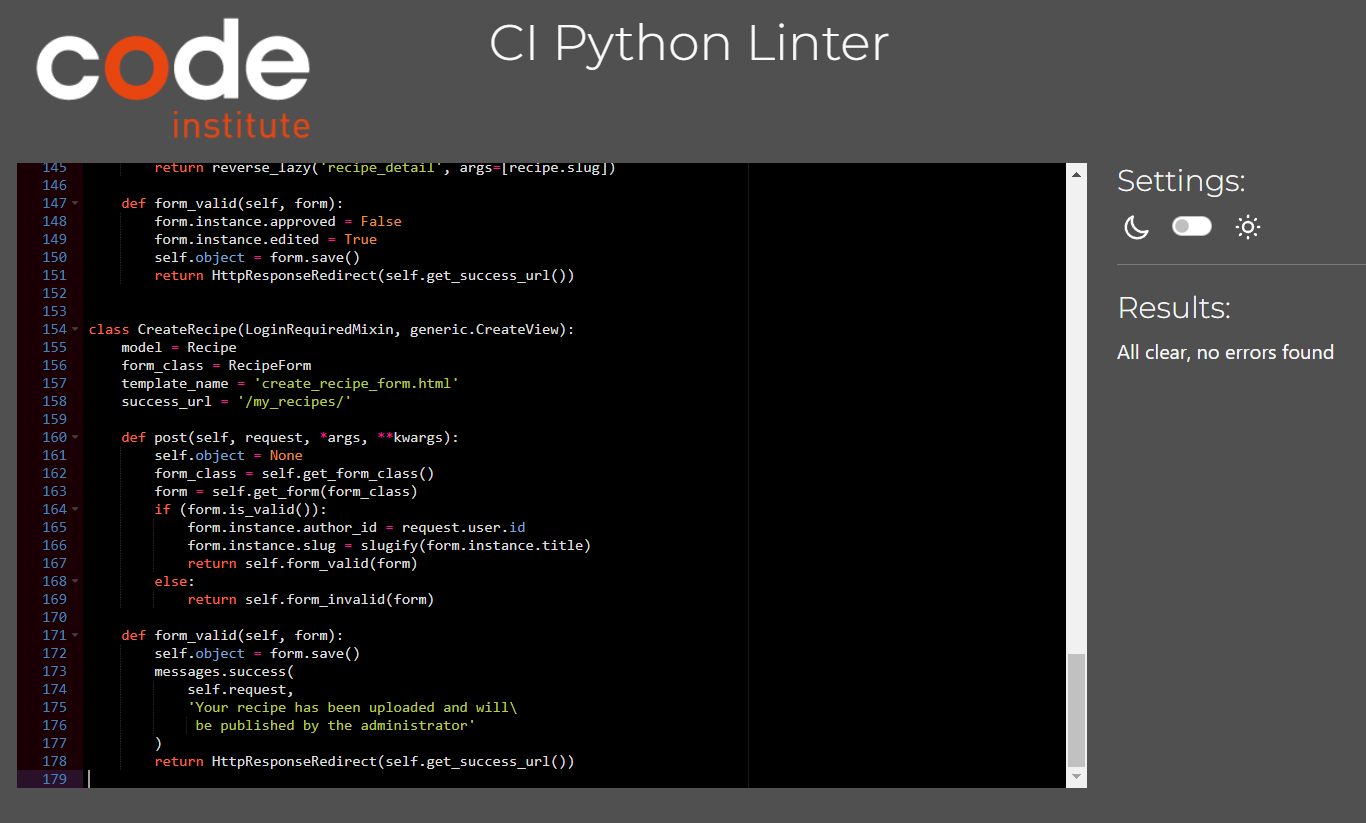 code
institute
CI Python Linter
145 return reverse_lazy('recipe_detail', args=[recipe.slug])
146
147 def form_valid(self, form):
148 form.instance.approved = False
149 form.instance.edited = True
150 self.object = form.save()
151 return HttpResponseRedirect(self.get_success_url())
152
153
154 class CreateRecipe(LoginRequiredMixin, generic.CreateView):
155 model = Recipe
156 form_class = RecipeForm
157 template_name = 'create_recipe_form.html'
158 success_url = '/my_recipes/'
159
160 def post(self, request, *args, **kwargs):
161 self.object = None
162 form_class = self.get_form_class()
163 form = self.get_form(form_class)
164 if (form.is_valid()):
165 form.instance.author_id = request.user.id
166 form.instance.slug = slugify(form.instance.title)
167 return self.form_valid(form)
168 else:
169 return self.form_invalid(form)
170
171 def form_valid(self, form):
172 self.object = form.save()
173 messages.success(
174 self.request,
175 'Your recipe has been uploaded and will\
176 be published by the administrator'
177 )
178 return HttpResponseRedirect(self.get_success_url())
179
Settings:
Results:
All clear, no errors found